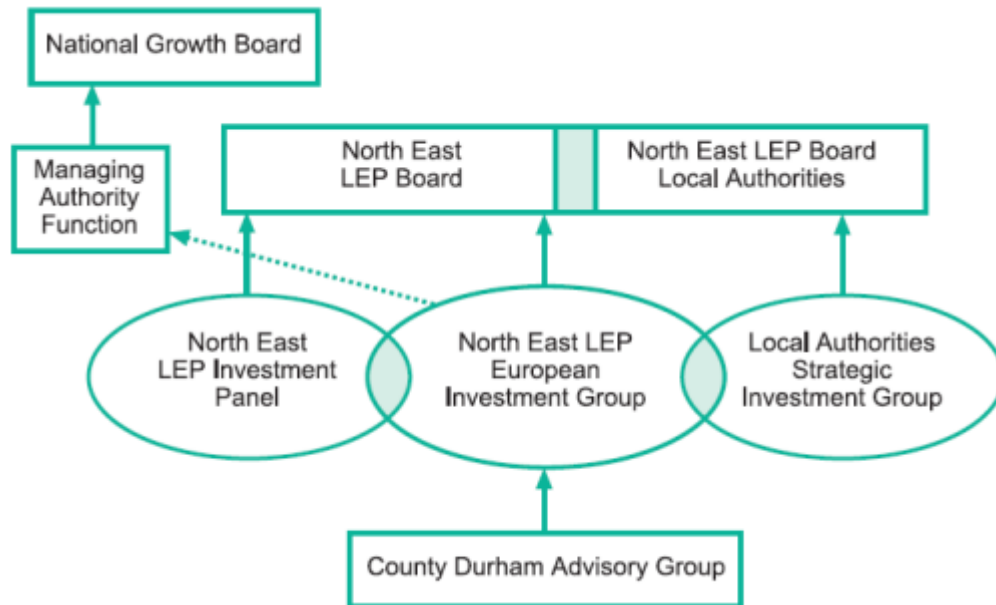 National Growth Board
Managing
Authority
Function
North East
LEP Board
North East LEP Board
Local Authorities
North East
LEP Investment
Panel
North East LEP
European
Investment Group
Local Authorities
Strategic
Investment Group
County Durham Advisory Group